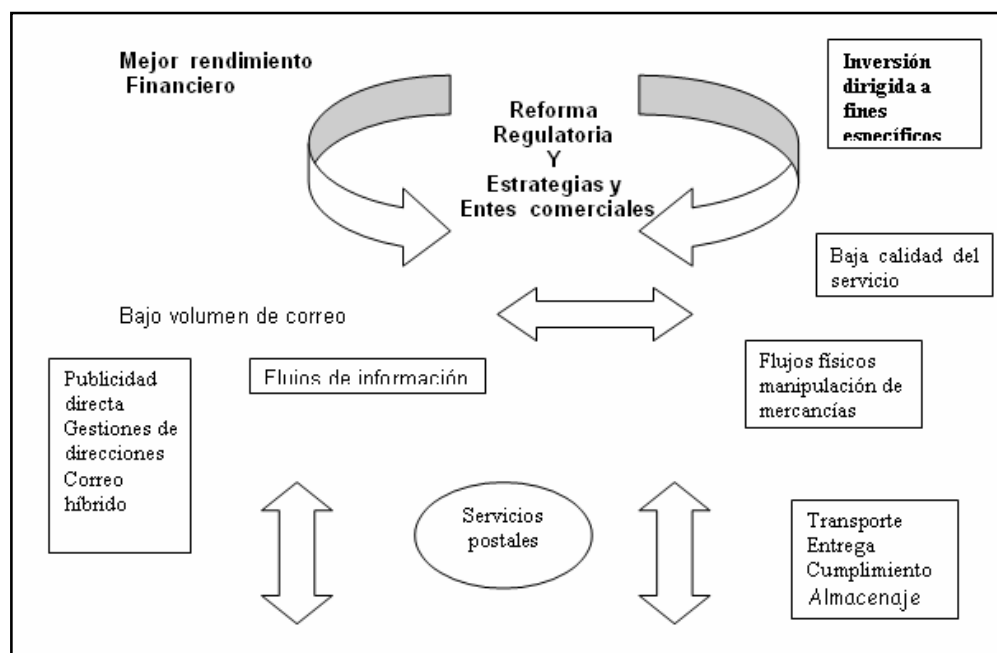 Mejor rendimiento
Financiero
Inversión
dirigida a
fines
específicos
Reforma
Regulatoria
Y
Estrategias y
Entes comerciales
Baja calidad del
servicio
Bajo volumen de correo
Publicidad
directa
Gestiones de
direcciones
Correo
híbrido
Flujos de información
Flujos físicos
manipulación de
mercancías
Servicios
postales
Transporte
Entrega
Cumplimiento
Almacenaje